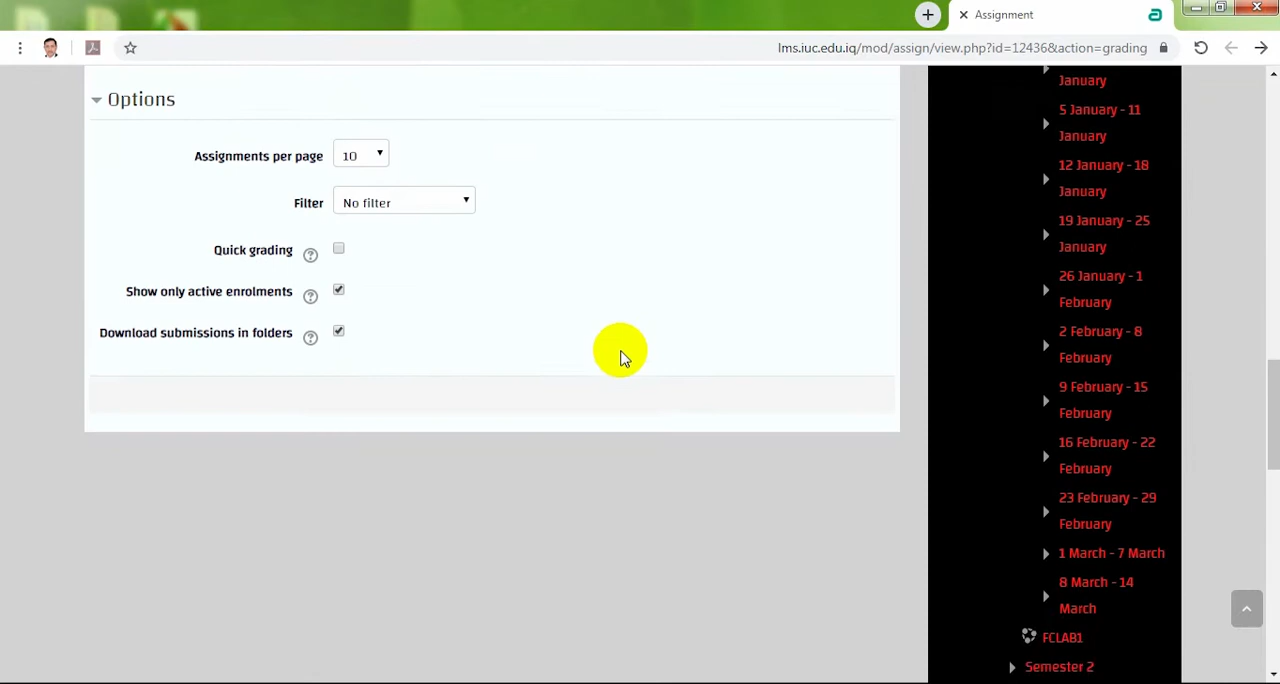 Assignment
lms.iuc.edu.iq/mod/assign/view.php?id=12436&action=grading
Options
Assignments per page 10
Filter No filter
Quick grading
Show only active enrolments
Download submissions in folders
January
5 January - 11
January
12 January - 18
January
19 January - 25
January
26 January - 1
February
2 February - 8
February
9 February - 15
February
16 February - 22
February
23 February - 29
February
1 March - 7 March
8 March - 14
March
FCLAB1
Semester 2